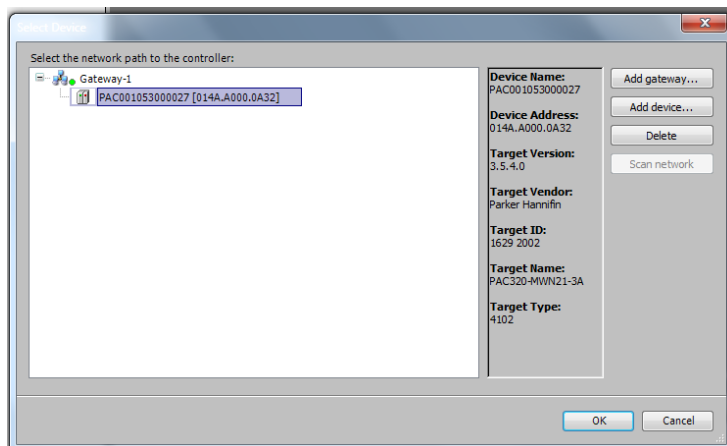 Select Device
Select the network path to the controller:
Gateway-1
PAC001053000027 [014A.A000.0A32]
Device Name:
PAC001053000027
Device Address:
014A.A000.0A32
Target Version:
3.5.4.0
Target Vendor:
Parker Hannifin
Target ID:
1629 2002
Target Name:
PAC320-MWN21-3A
Target Type:
4102
Add gateway...
Add device...
Delete
Scan network
OK
Cancel